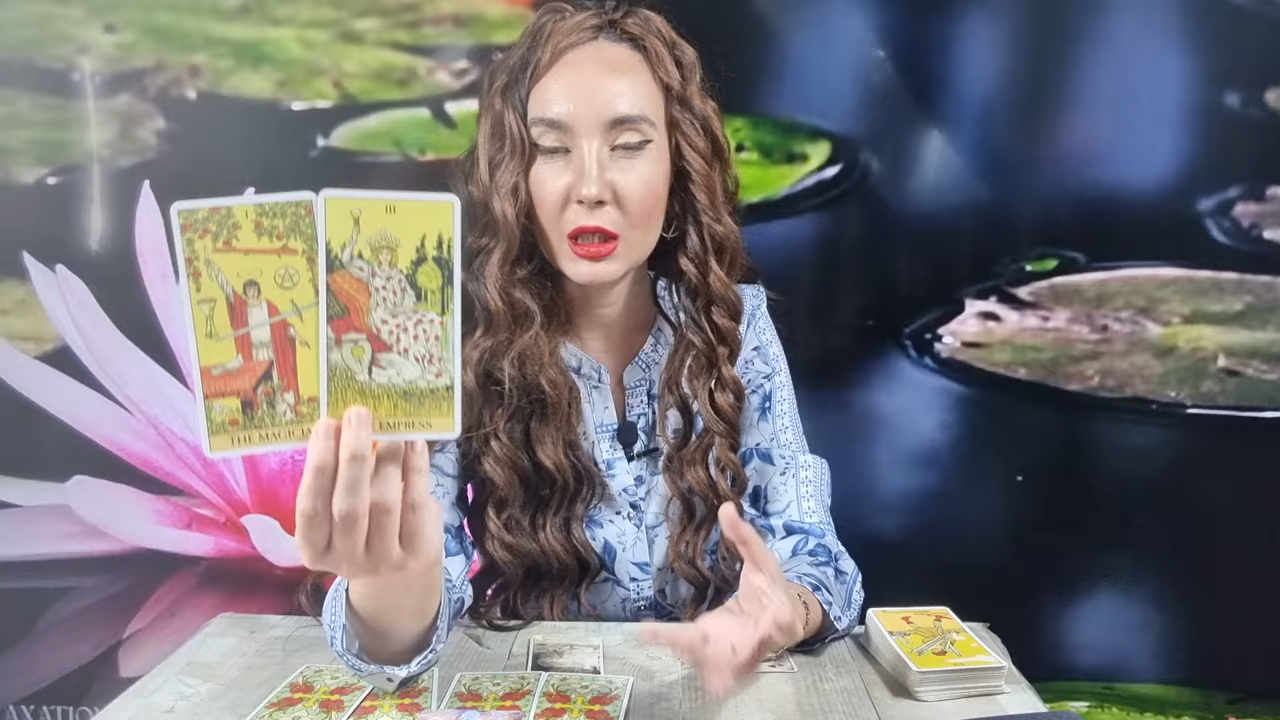 I
III
THE MAGIC
EMPRESS
AXATION